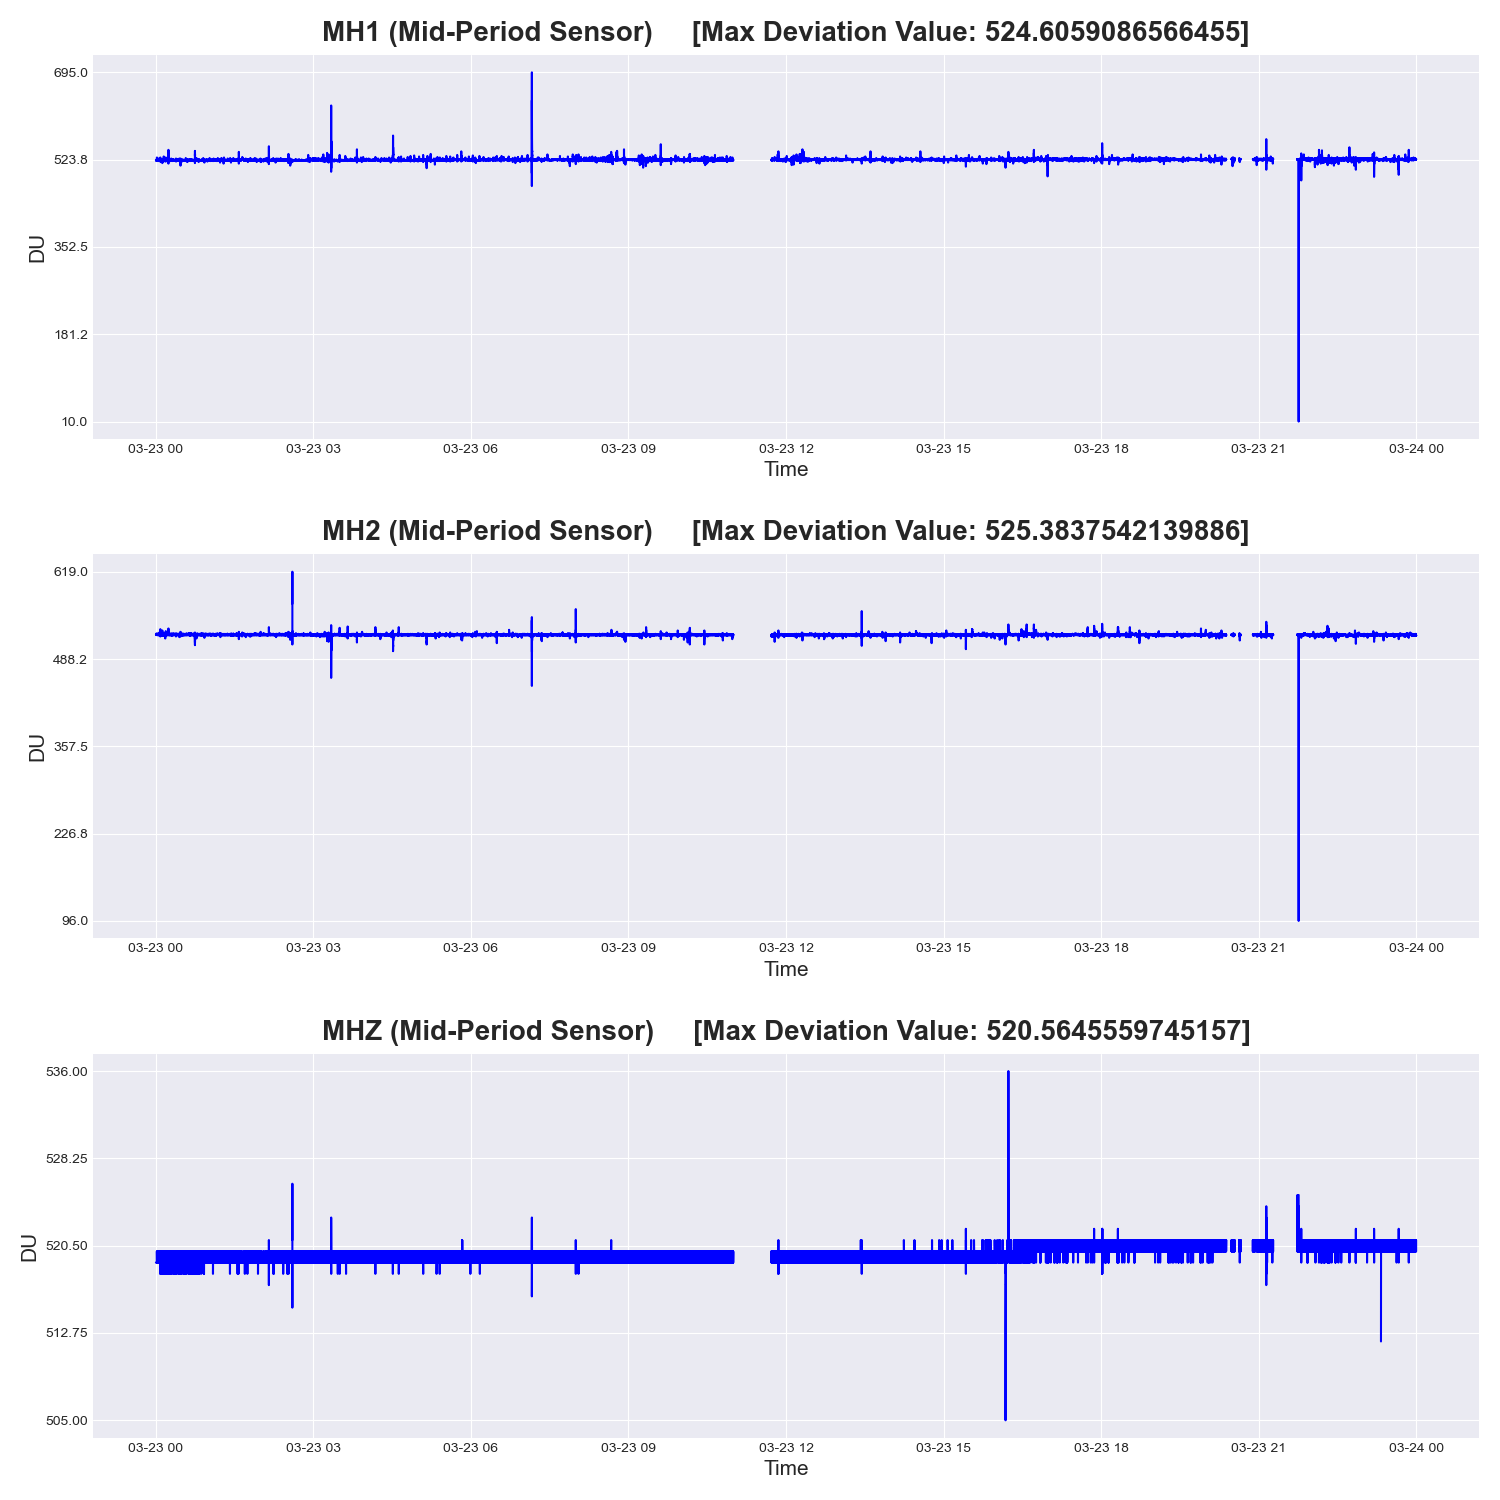 MH1 (Mid-Period Sensor) [Max Deviation Value: 524.6059086566455]
695.0
523.8
352.5
181.2
10.0
DU
03-23 00 03-23 03 03-23 06 03-23 09 03-23 12 03-23 15 03-23 18 03-23 21 03-24 00
Time
MH2 (Mid-Period Sensor) [Max Deviation Value: 525.3837542139886]
619.0
488.2
357.5
226.8
96.0
DU
03-23 00 03-23 03 03-23 06 03-23 09 03-23 12 03-23 15 03-23 18 03-23 21 03-24 00
Time
MHZ (Mid-Period Sensor) [Max Deviation Value: 520.5645559745157]
536.00
528.25
520.50
512.75
505.00
DU
03-23 00 03-23 03 03-23 06 03-23 09 03-23 12 03-23 15 03-23 18 03-23 21 03-24 00
Time